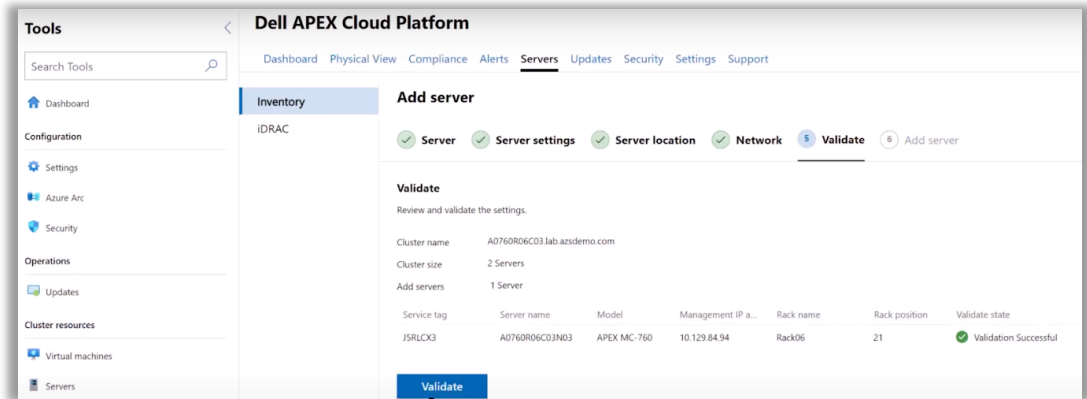 Tools
Search Tools
Dashboard
Configuration
Settings
Azure Arc
Security
Operations
Updates
Cluster resources
Virtual machines
Servers
Dell APEX Cloud Platform
Dashboard Physical View Compliance Alerts Servers Updates Security Settings Support
Inventory
iDRAC
Add server
Server Server settings Server location Network 5 Validate 6 Add server
Validate
Review and validate the settings.
Cluster name A0760R06C03.lab.azsdemo.com
Cluster size 2 Servers
Add servers 1 Server
Service tag Server name Model Management IP a... Rack name Rack position Validate state
J5RLCX3 A0760R06C03N03 APEX MC-760 10.129.84.94 Rack06 21 Validation Successful
Validate